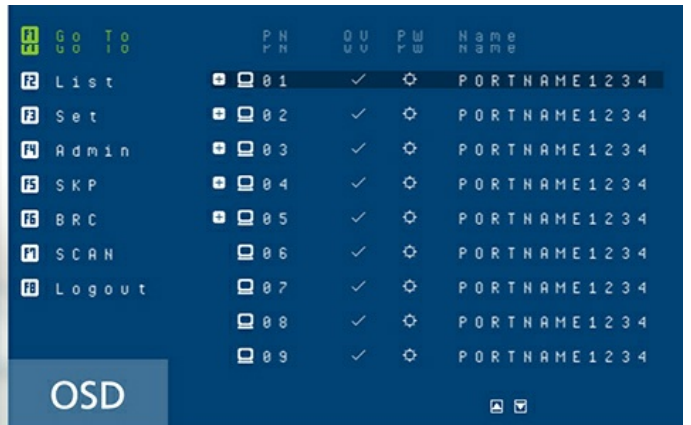 F1 Go To PN QV PW Name
F2 List 01 PORTNAME1234
F3 Set 02 PORTNAME1234
F4 Admin 03 PORTNAME1234
F5 SKP 04 PORTNAME1234
F6 BRC 05 PORTNAME1234
F7 SCAN 06 PORTNAME1234
F8 Logout 07 PORTNAME1234
08 PORTNAME1234
09 PORTNAME1234
OSD